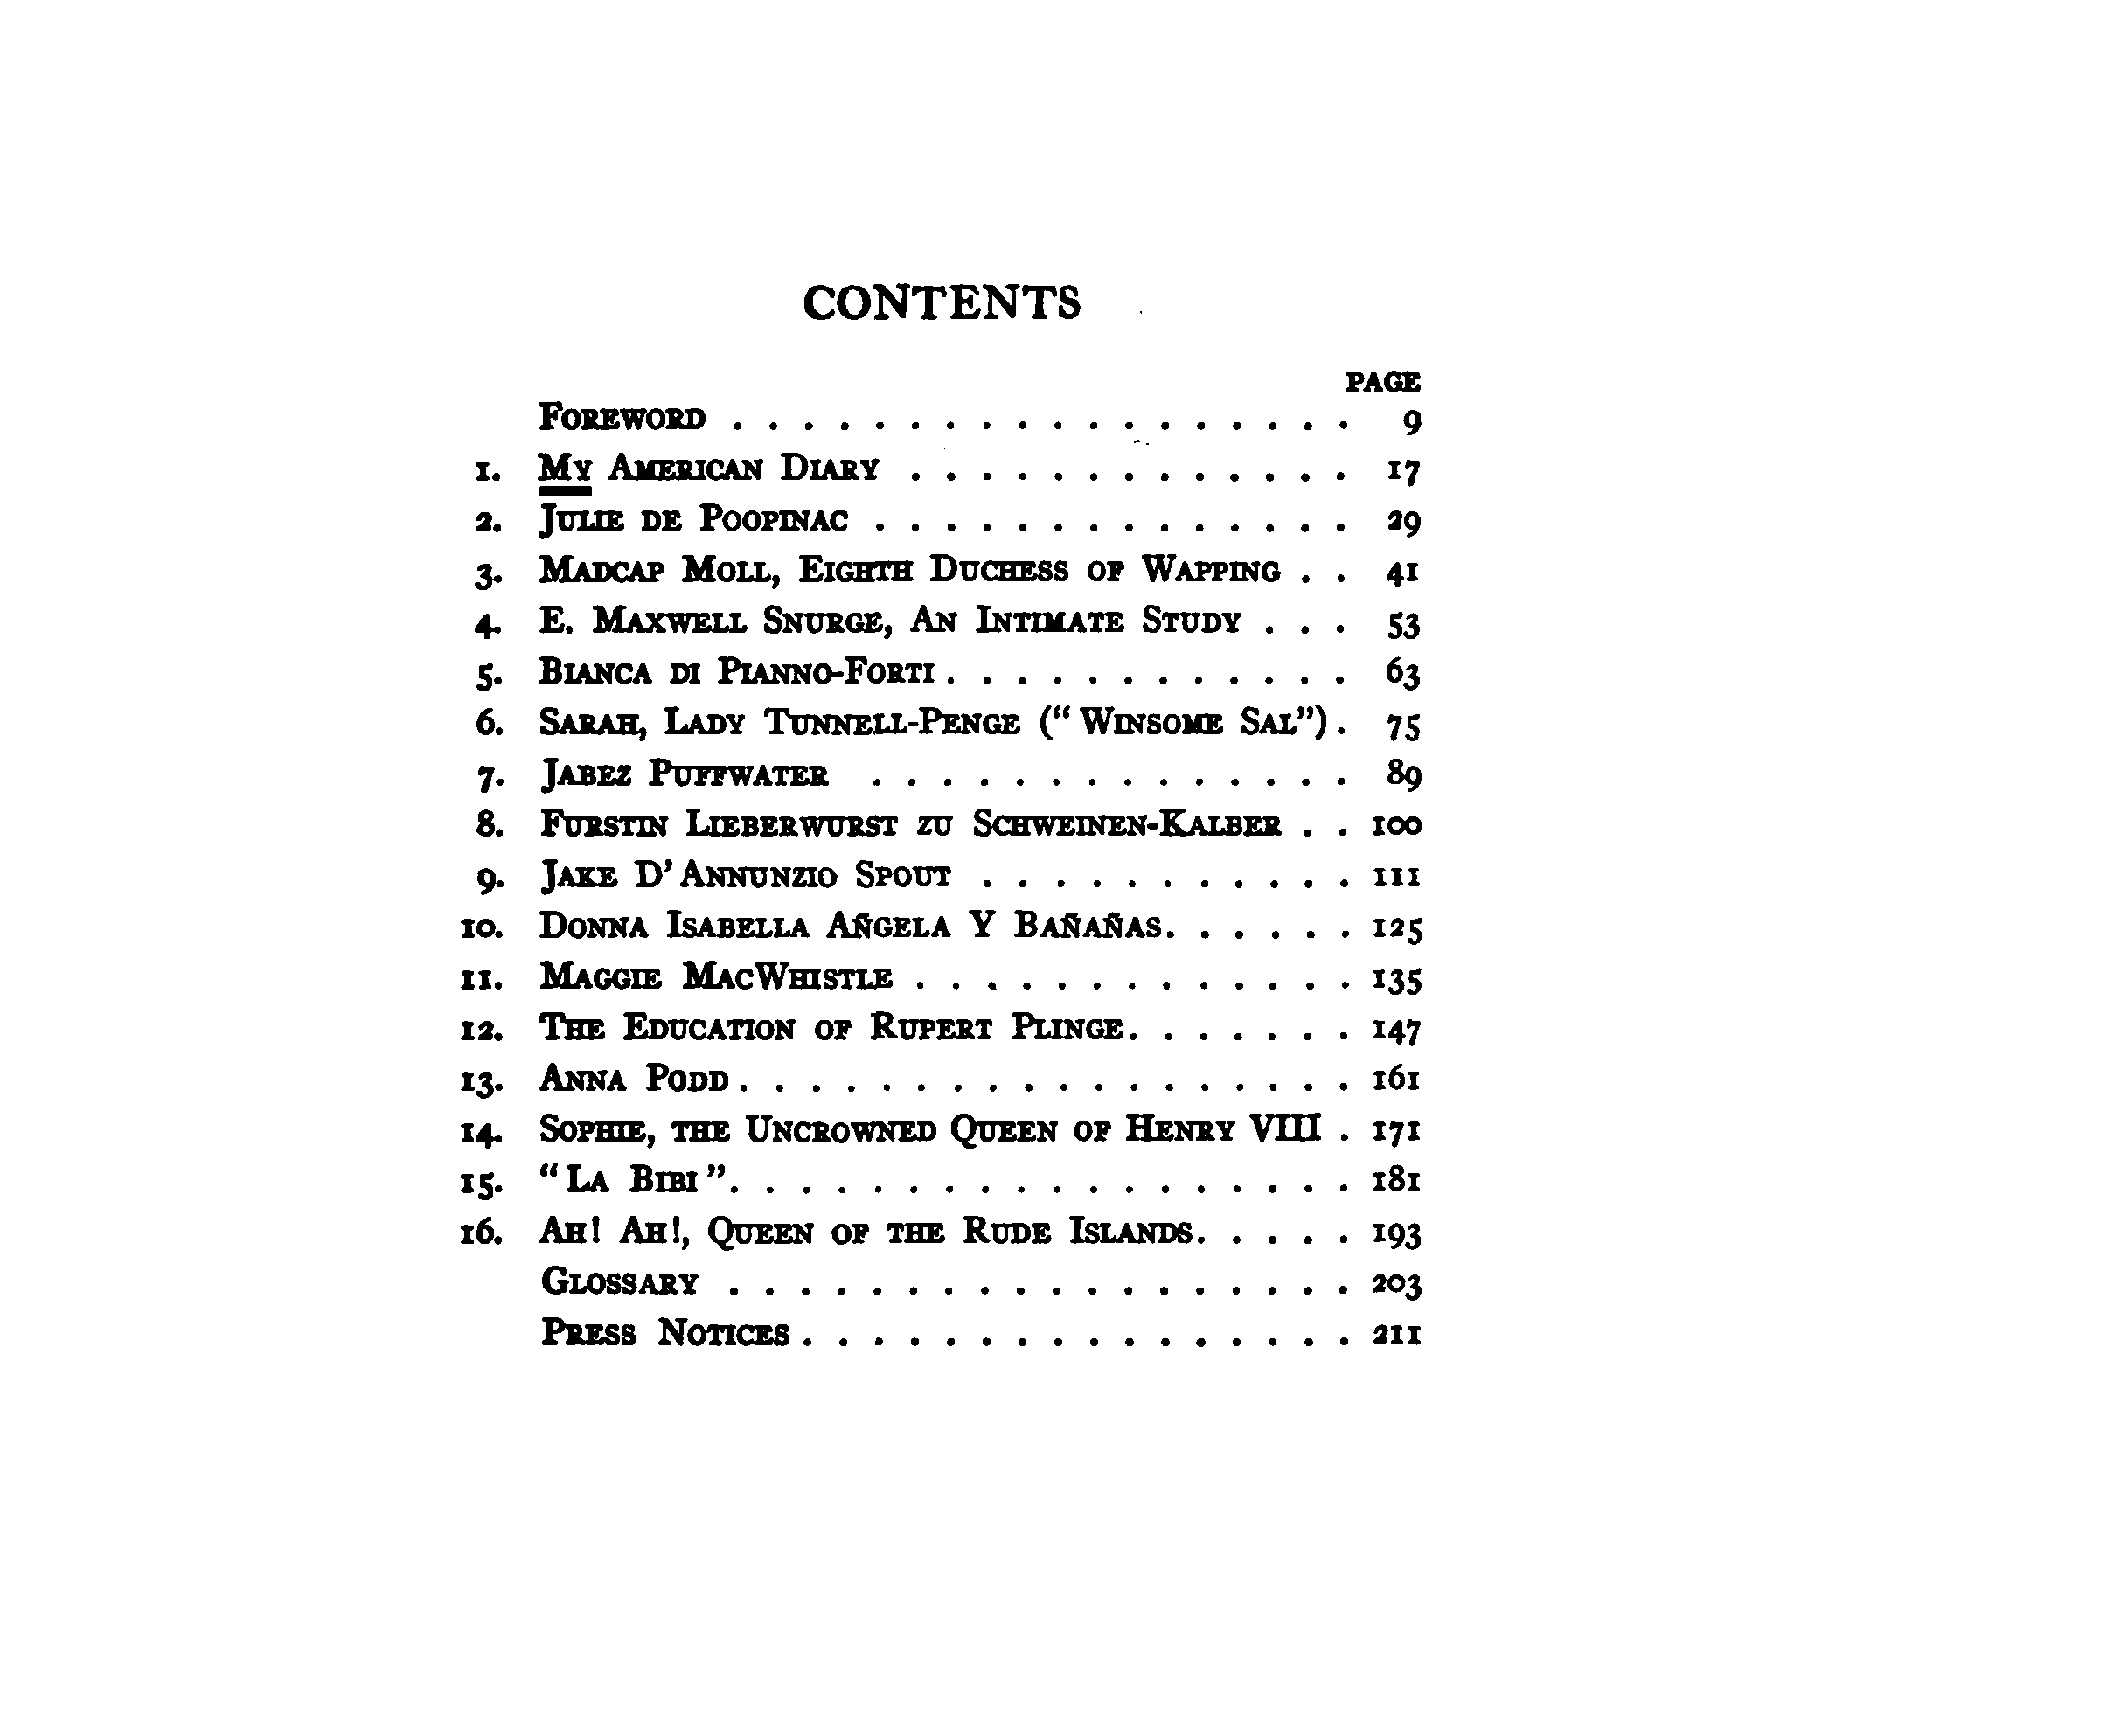 CONTENTS
PAGE
FOREWORD . . . . . . . . . . . . . . . . . . 9
1. MY AMERICAN DIARY . . . . . . . . . . . . . 17
2. JULIE DE POOPINAC . . . . . . . . . . . . . . 29
3. MADCAP MOLL, EIGHTH DUCHESS OF WAPPING . . 41
4. E. MAXWELL SNURGE, AN INTIMATE STUDY . . . 53
5. BIANCA DI PIANNO-FORTI . . . . . . . . . . . . 63
6. SARAH, LADY TUNNELL-PENGE ("WINSOME SAL") . 75
7. JABEZ PUFFWATER . . . . . . . . . . . . . . 89
8. FURSTIN LIEBERWURST ZU SCHWEINEN-KALBER . . 100
9. JAKE D'ANNUNZIO SPOUT . . . . . . . . . . . 111
10. DONNA ISABELLA AÑGELA Y BAÑAÑAS . . . . . . 125
11. MAGGIE MACWHISTLE . . . . . . . . . . . . . 135
12. THE EDUCATION OF RUPERT PLINGE . . . . . . . 147
13. ANNA PODD . . . . . . . . . . . . . . . . . . 161
14. SOPHIE, THE UNCROWNED QUEEN OF HENRY VIII . 171
15. "LA BIBI" . . . . . . . . . . . . . . . . . . 181
16. AH! AH!, QUEEN OF THE RUDE ISLANDS . . . . . 193
GLOSSARY . . . . . . . . . . . . . . . . . . 203
PRESS NOTICES . . . . . . . . . . . . . . . . 211